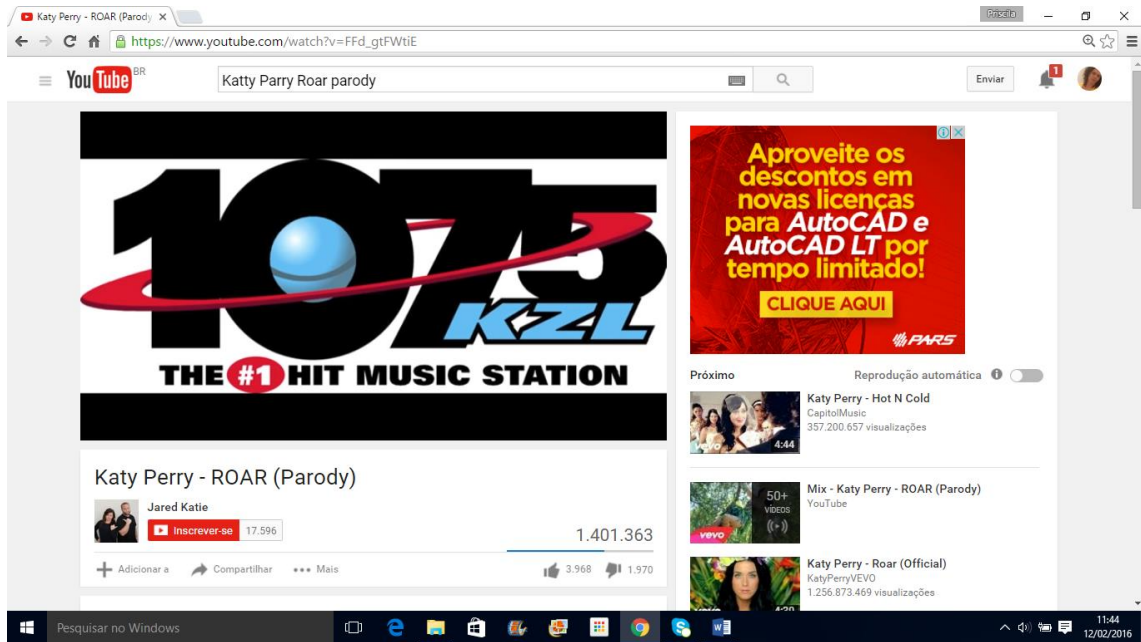 Katy Perry - ROAR (Parody
Priscila
https://www.youtube.com/watch?v=FFd_gtFWtiE
YouTube BR
Katty Parry Roar parody
Enviar
1
1075
KZL
THE #1 HIT MUSIC STATION
Aproveite os
descontos em
novas licenças
para AutoCAD e
AutoCAD LT por
tempo limitado!
CLIQUE AQUI
PARS
Próximo
Reprodução automática
Katy Perry - Hot N Cold
CapitolMusic
357.200.657 visualizações
vevo
4:44
Katy Perry - ROAR (Parody)
Jared Katie
Inscrever-se 17.596
1.401.363
Adicionar a Compartilhar Mais
3.968 1.970
Mix - Katy Perry - ROAR (Parody)
YouTube
50+
VÍDEOS
vevo
Katy Perry - Roar (Official)
KatyPerryVEVO
1.256.873.469 visualizações
4:30
Pesquisar no Windows
11:44
12/02/2016